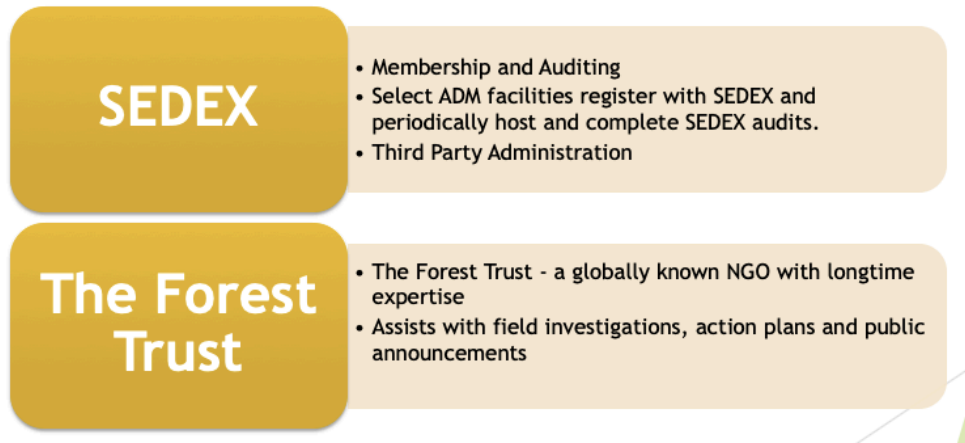 SEDEX
• Membership and Auditing
• Select ADM facilities register with SEDEX and
periodically host and complete SEDEX audits.
• Third Party Administration
The Forest
Trust
• The Forest Trust - a globally known NGO with longtime
expertise
• Assists with field investigations, action plans and public
announcements